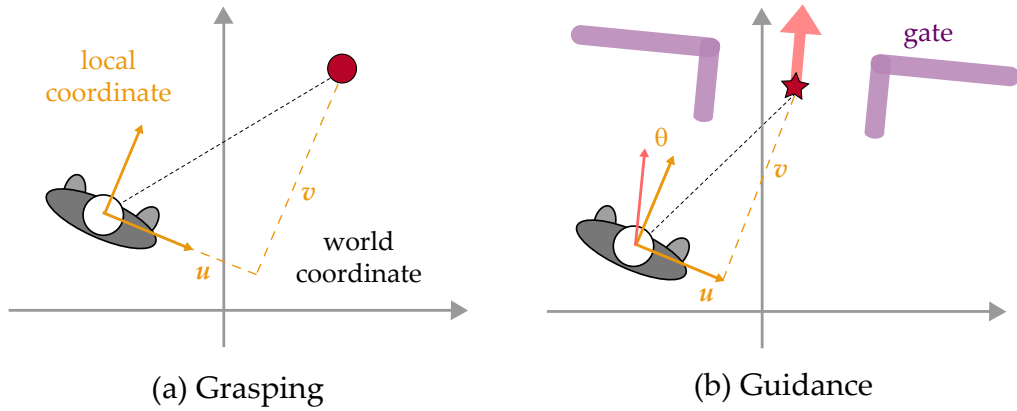 local
coordinate
v
u
world
coordinate
(a) Grasping
gate
θ
v
u
(b) Guidance